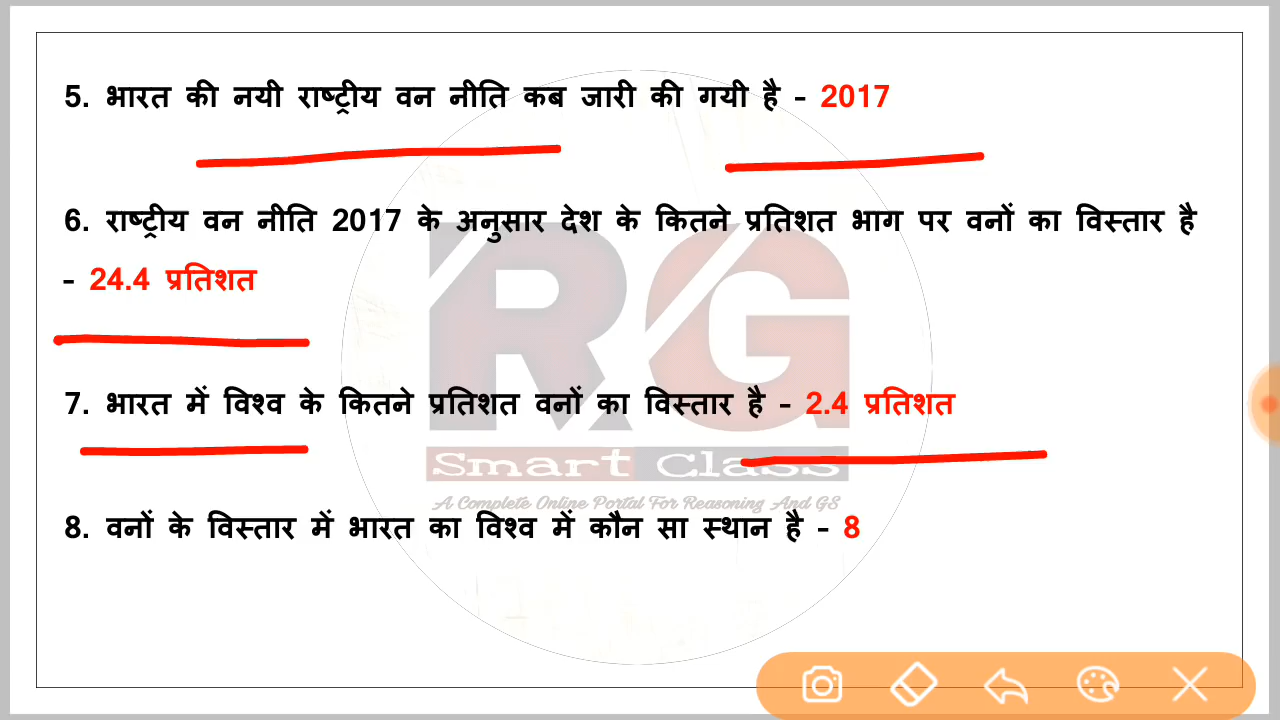 5. भारत की नयी राष्ट्रीय वन नीति कब जारी की गयी है - 2017
6. राष्ट्रीय वन नीति 2017 के अनुसार देश के कितने प्रतिशत भाग पर वनों का विस्तार है
- 24.4 प्रतिशत
7. भारत में विश्व के कितने प्रतिशत वनों का विस्तार है - 2.4 प्रतिशत
RG
Smart Class
A Complete Online Portal For Reasoning And GS
8. वनों के विस्तार में भारत का विश्व में कौन सा स्थान है - 8